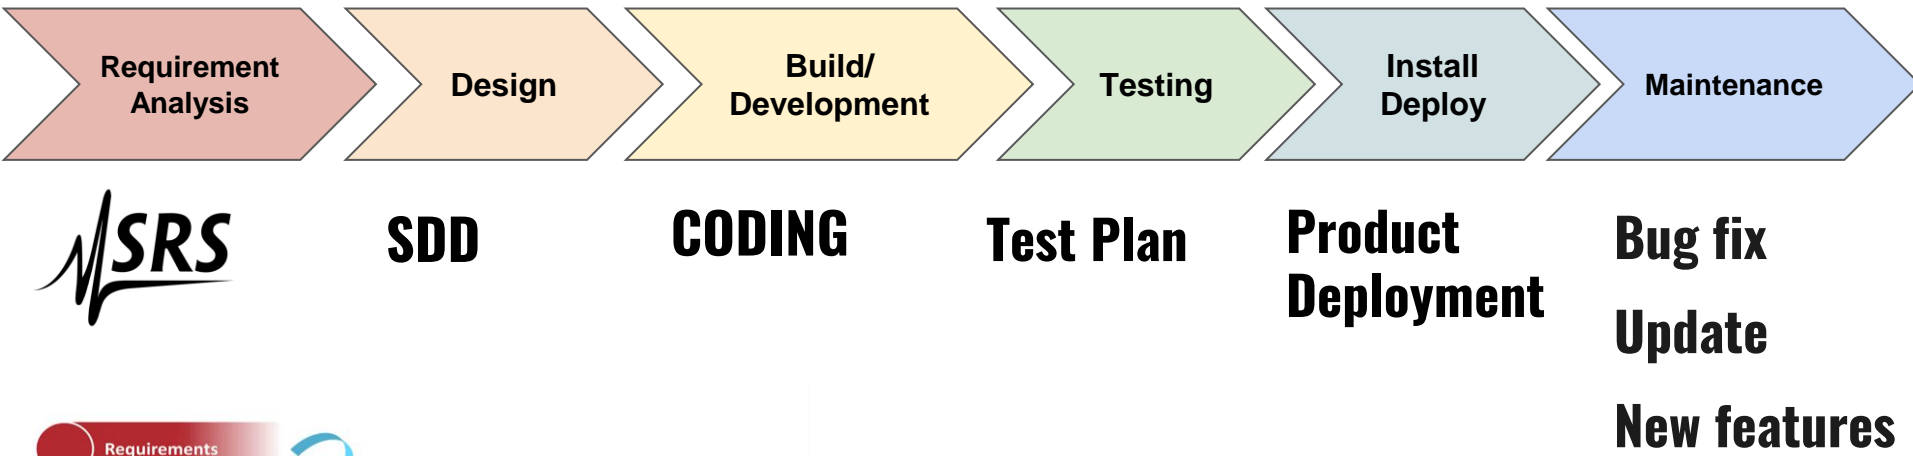 Requirement
Analysis
Design
Build/
Development
Testing
Install
Deploy
Maintenance
SRS
SDD
CODING
Test Plan
Product
Deployment
Bug fix
Update
New features
Requirements